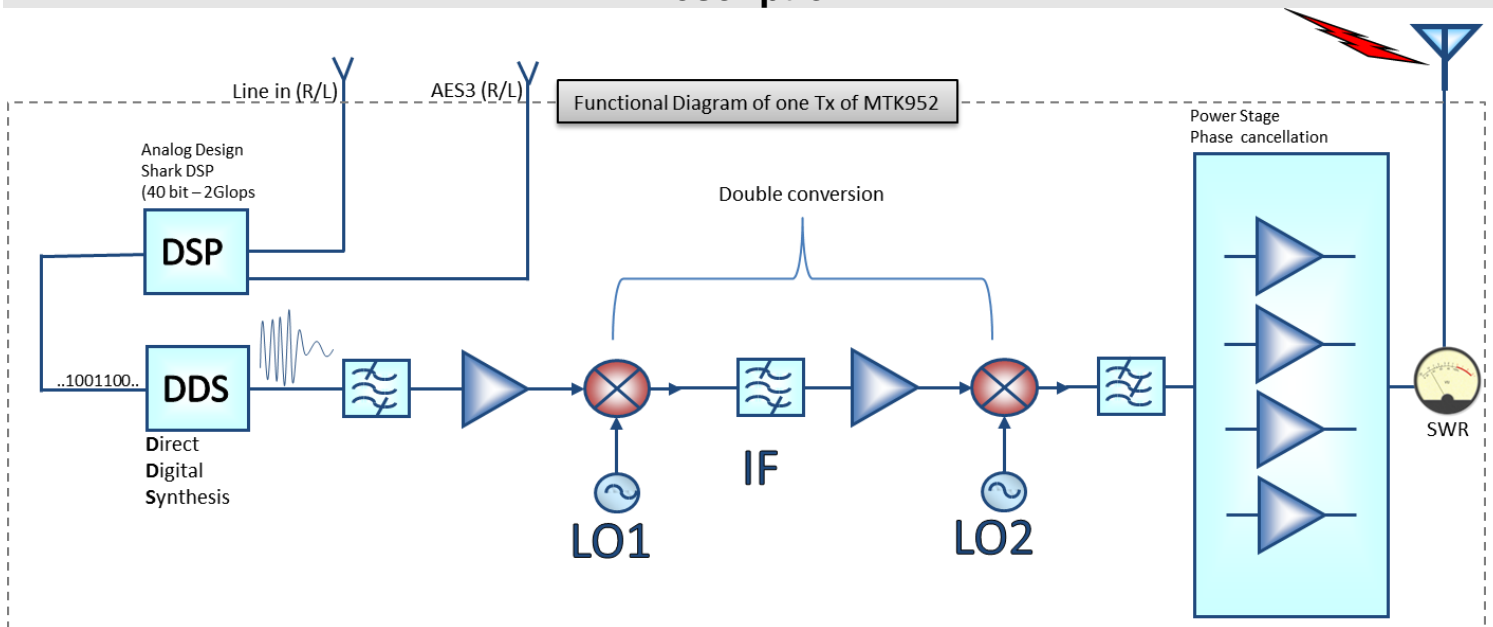 Line in (R/L)
AES3 (R/L)
Functional Diagram of one Tx of MTK952
Power Stage
Phase cancellation
Analog Design
Shark DSP
(40 bit – 2Glops
DSP
Double conversion
..1001100..
DDS
Direct
Digital
Synthesis
IF
LO1
LO2
SWR